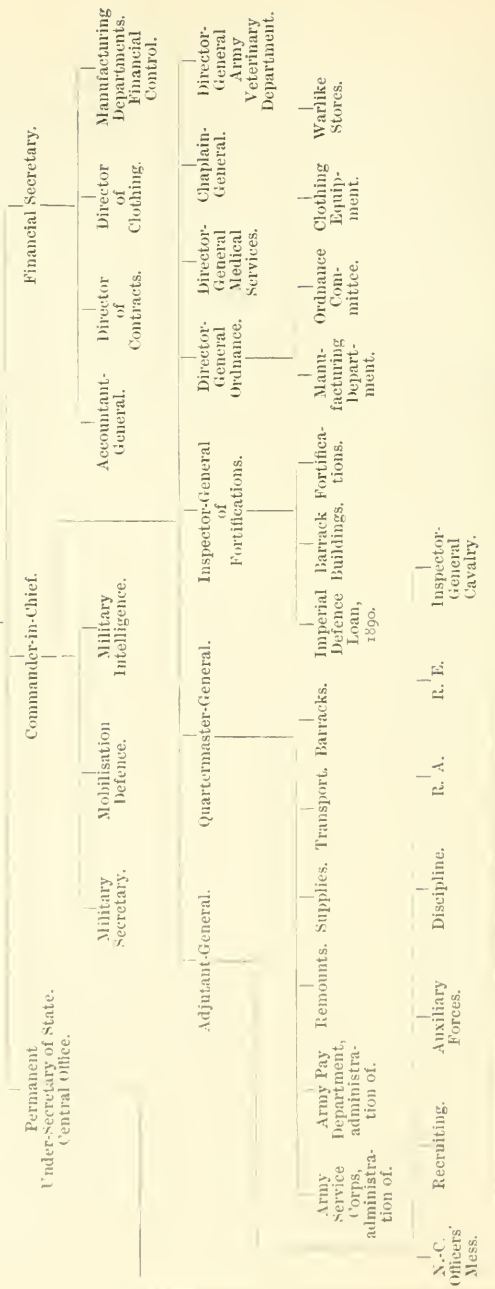 Permanent
Under-Secretary of State.
Central Office.
Commander-in-Chief.
Financial Secretary.
Military
Secretary.
Mobilisation
Defence.
Military
Intelligence.
Accountant-
General.
Director
of
Contracts.
Director
of
Clothing.
Manufacturing
Departments.
Financial
Control.
Adjutant-General.
Quartermaster-General.
Inspector-General
of
Fortifications.
Director-
General
Ordnance.
Director-
General
Medical
Services.
Chaplain-
General.
Director-
General
Army
Veterinary
Department.
Army
Service
Corps,
administra-
tion of.
Army Pay
Department,
administra-
tion of.
Remounts.
Supplies.
Transport.
Barracks.
Imperial
Defence
Loan,
1890.
Barrack
Buildings.
Fortifica-
tions.
Manu-
facturing
Depart-
ment.
Ordnance
Com-
mittee.
Clothing
Equip-
ment.
Warlike
Stores.
N.-C.
Officers'
Mess.
Recruiting.
Auxiliary
Forces.
Discipline.
R. A.
R. E.
Inspector-
General
Cavalry.